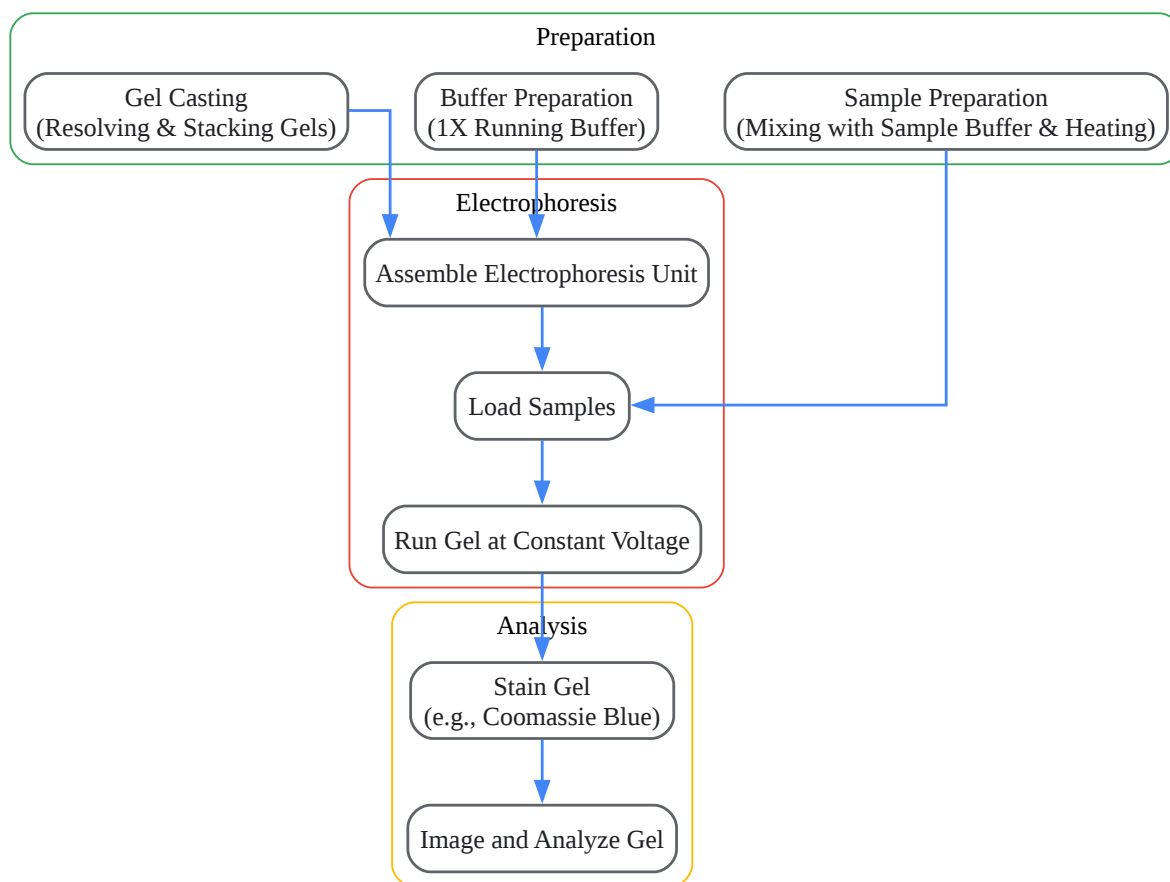 Preparation
Gel Casting
(Resolving & Stacking Gels)
Buffer Preparation
(1X Running Buffer)
Sample Preparation
(Mixing with Sample Buffer & Heating)
Electrophoresis
Assemble Electrophoresis Unit
Load Samples
Run Gel at Constant Voltage
Analysis
Stain Gel
(e.g., Coomassie Blue)
Image and Analyze Gel